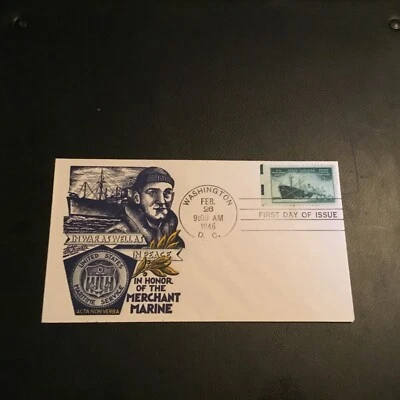 IN WAR AS WELL AS
IN PEACE
UNITED STATES
MARITIME SERVICE
ACTA NON VERBA
IN HONOR
OF THE
MERCHANT
MARINE
WASHINGTON
FEB.
26
9:00 AM
1946
D. C.
FIRST DAY OF ISSUE